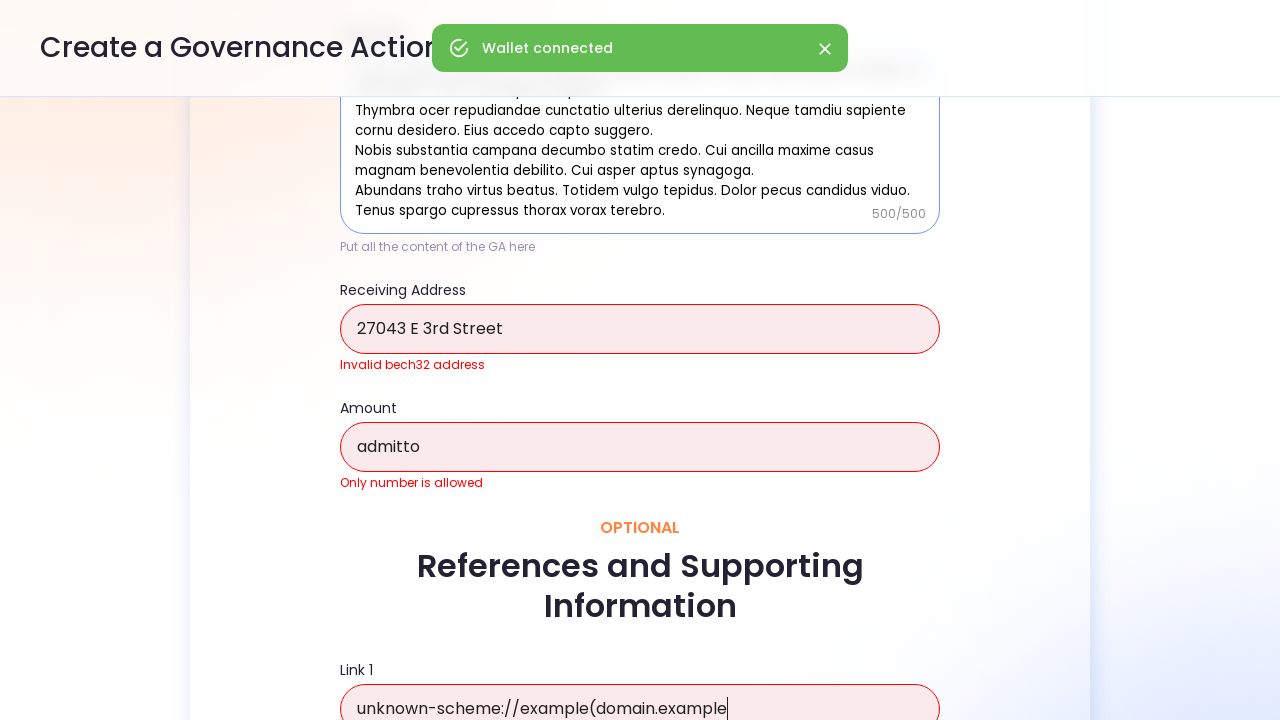 Create a Governance Action
Wallet connected
Thymbra ocer repudiandae cunctatio ulterius derelinquo. Neque tamdiu sapiente
cornu desidero. Eius accedo capto suggero.
Nobis substantia campana decumbo statim credo. Cui ancilla maxime casus
magnam benevolentia debilito. Cui asper aptus synagoga.
Abundans traho virtus beatus. Totidem vulgo tepidus. Dolor pecus candidus viduo.
Tenus spargo cupressus thorax vorax terebro.
500/500
Put all the content of the GA here
Receiving Address
27043 E 3rd Street
Invalid bech32 address
Amount
admitto
Only number is allowed
OPTIONAL
References and Supporting
Information
Link 1
unknown-scheme://example(domain.example